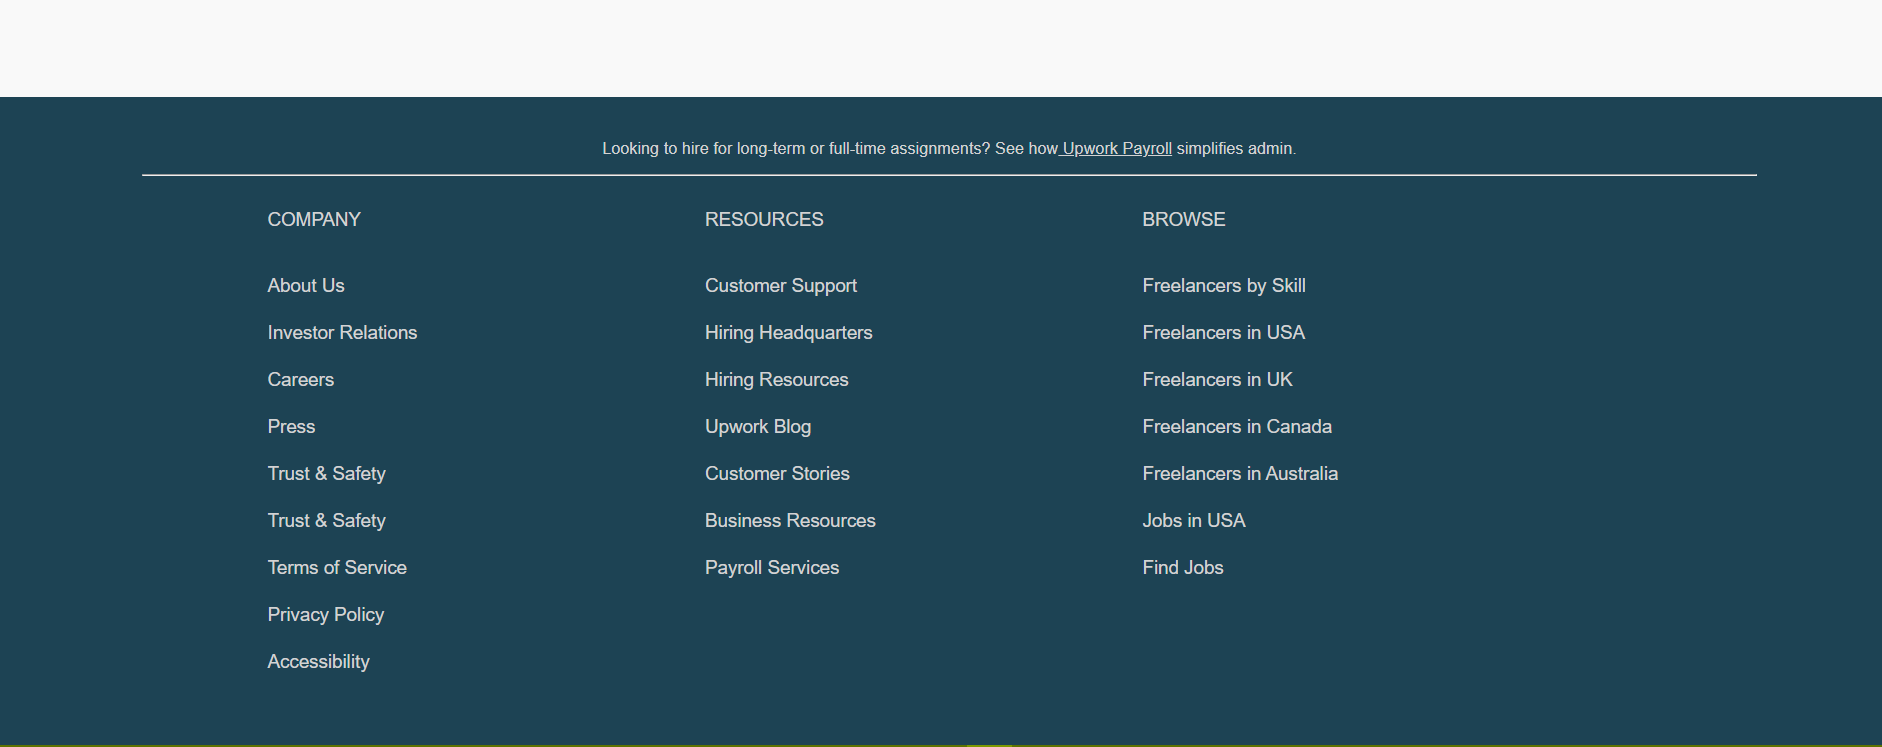 Looking to hire for long-term or full-time assignments? See how Upwork Payroll simplifies admin.
COMPANY
About Us
Investor Relations
Careers
Press
Trust & Safety
Trust & Safety
Terms of Service
Privacy Policy
Accessibility
RESOURCES
Customer Support
Hiring Headquarters
Hiring Resources
Upwork Blog
Customer Stories
Business Resources
Payroll Services
BROWSE
Freelancers by Skill
Freelancers in USA
Freelancers in UK
Freelancers in Canada
Freelancers in Australia
Jobs in USA
Find Jobs